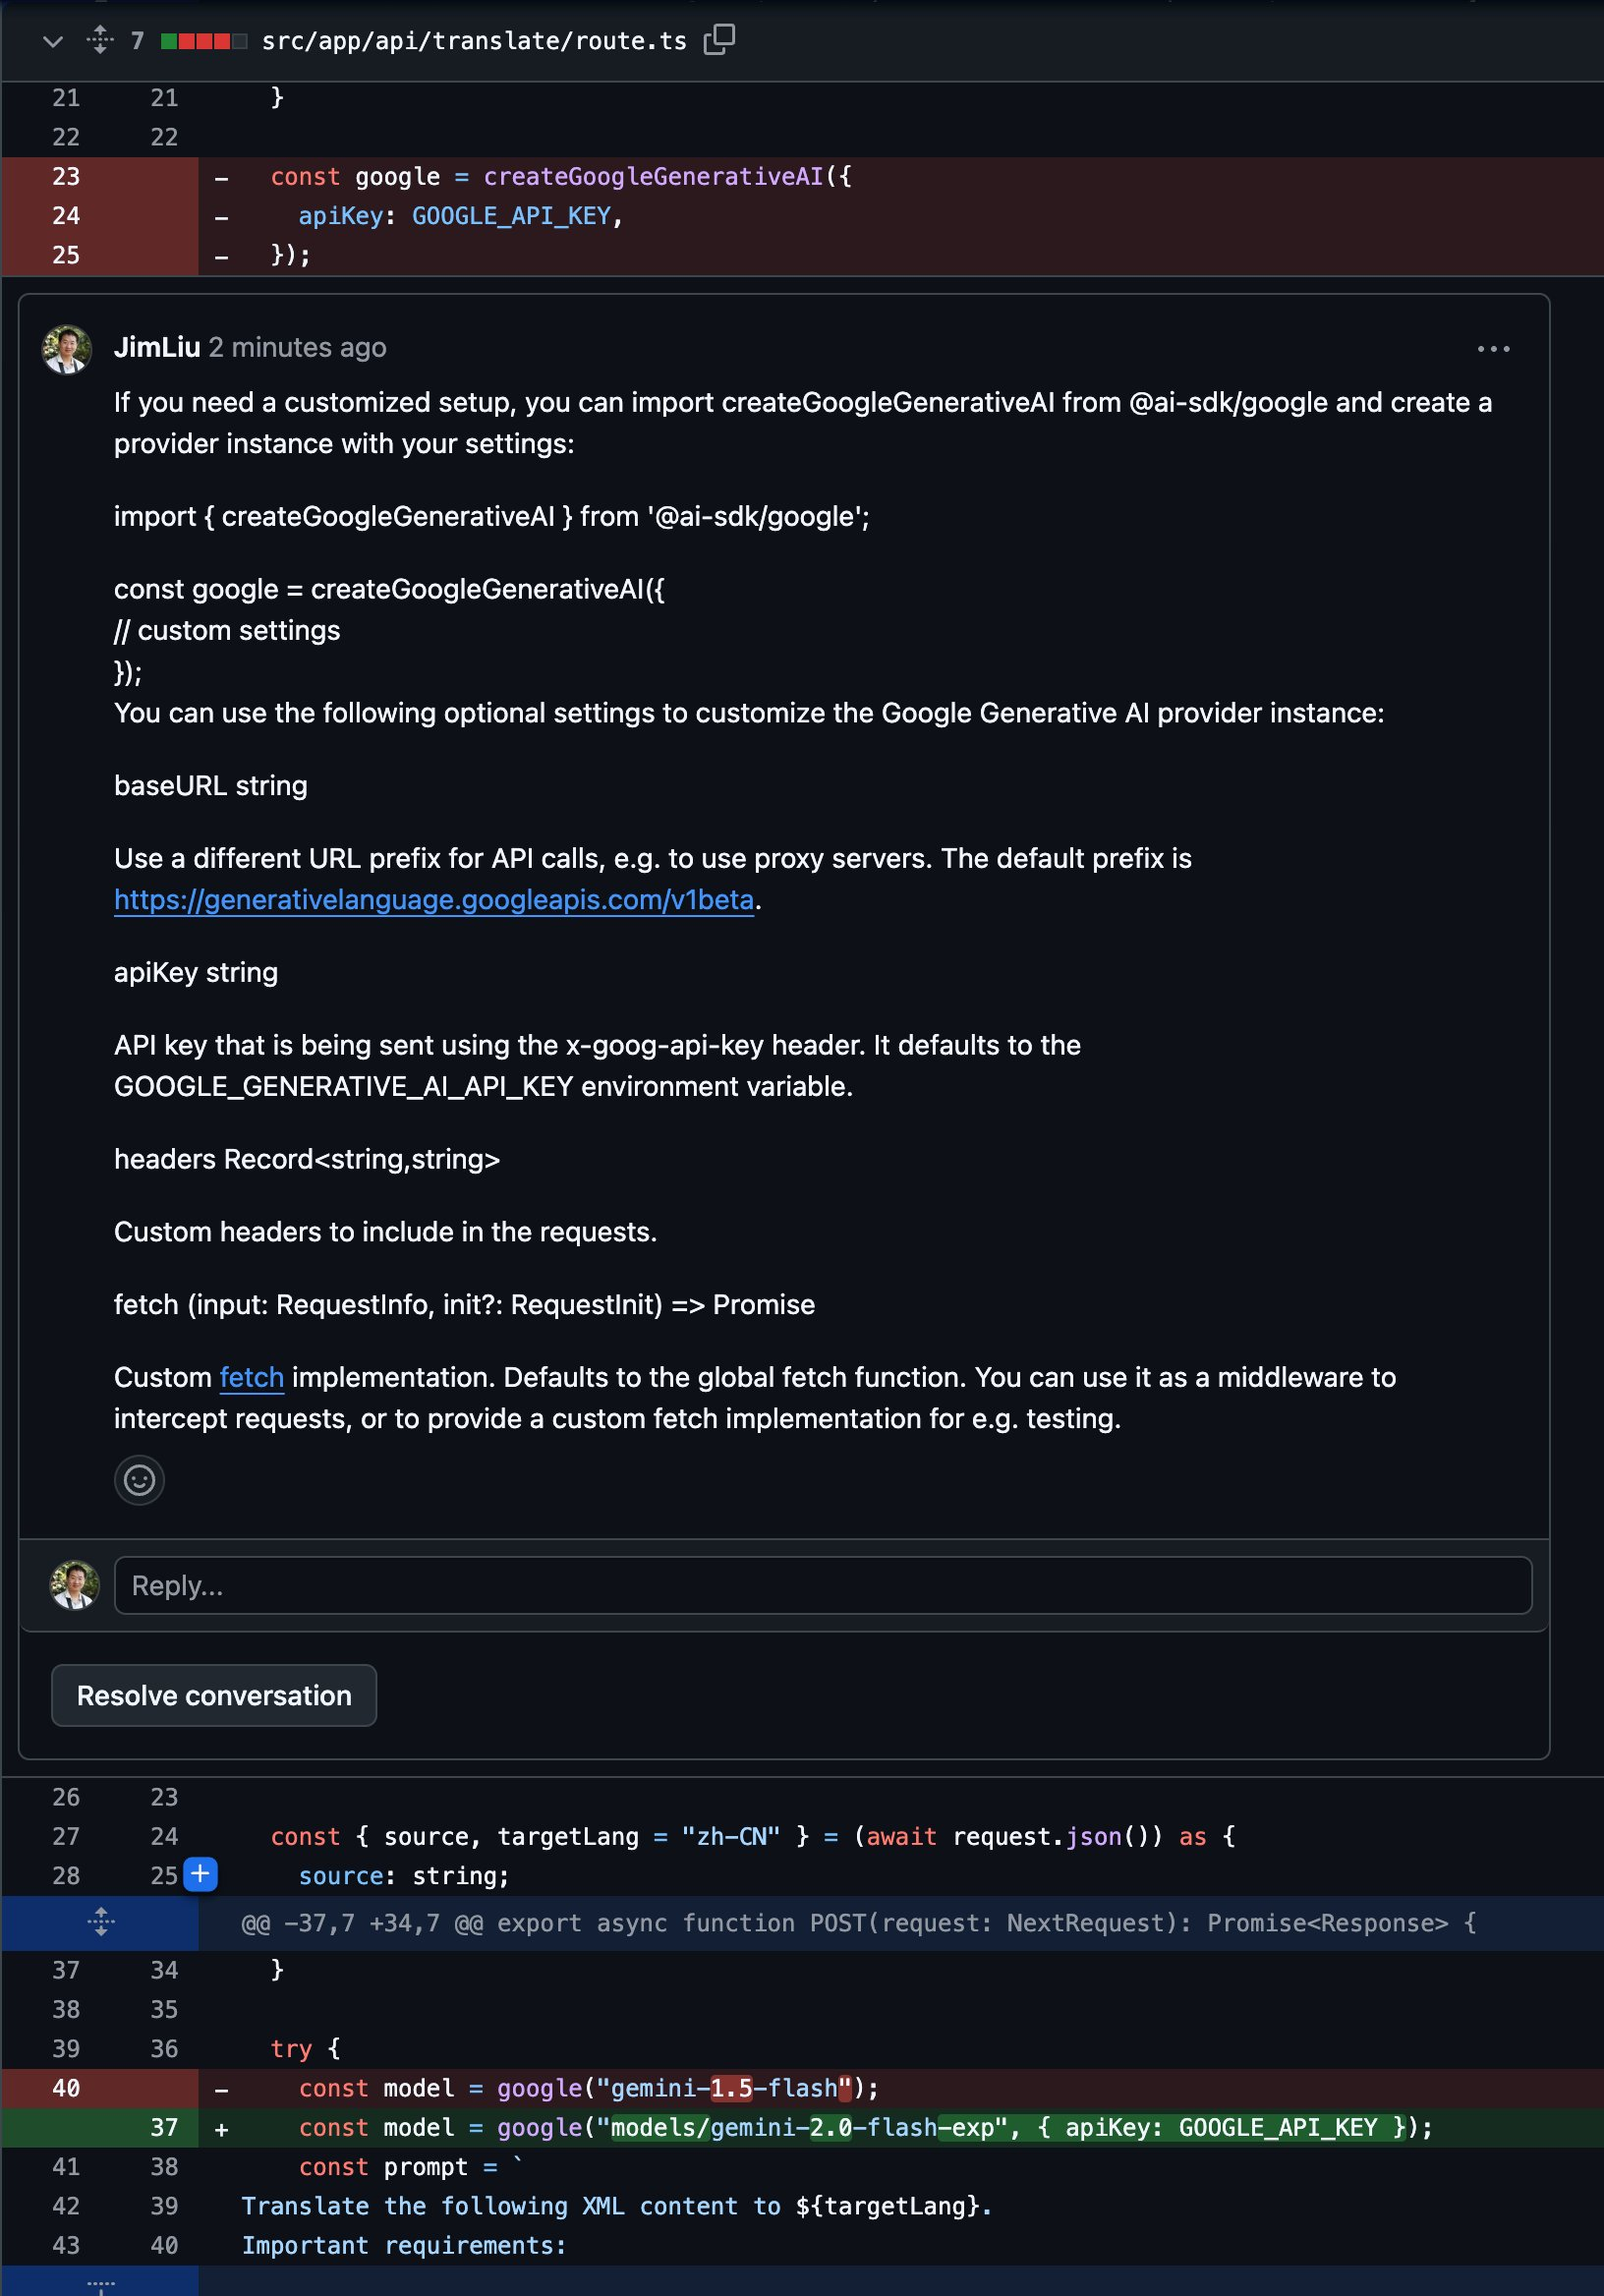 7 src/app/api/translate/route.ts
21 21 }
22 22
23 - const google = createGoogleGenerativeAI({
24 - apiKey: GOOGLE_API_KEY,
25 - });
JimLiu 2 minutes ago
If you need a customized setup, you can import createGoogleGenerativeAI from @ai-sdk/google and create a
provider instance with your settings:
import { createGoogleGenerativeAI } from '@ai-sdk/google';
const google = createGoogleGenerativeAI({
// custom settings
});
You can use the following optional settings to customize the Google Generative AI provider instance:
baseURL string
Use a different URL prefix for API calls, e.g. to use proxy servers. The default prefix is
https://generativelanguage.googleapis.com/v1beta.
apiKey string
API key that is being sent using the x-goog-api-key header. It defaults to the
GOOGLE_GENERATIVE_AI_API_KEY environment variable.
headers Record<string,string>
Custom headers to include in the requests.
fetch (input: RequestInfo, init?: RequestInit) => Promise
Custom fetch implementation. Defaults to the global fetch function. You can use it as a middleware to
intercept requests, or to provide a custom fetch implementation for e.g. testing.
Reply...
Resolve conversation
26 23
27 24 const { source, targetLang = "zh-CN" } = (await request.json()) as {
28 25 + source: string;
@@ -37,7 +34,7 @@ export async function POST(request: NextRequest): Promise<Response> {
37 34 }
38 35
39 36 try {
40 - const model = google("gemini-1.5-flash");
37 + const model = google("models/gemini-2.0-flash-exp", { apiKey: GOOGLE_API_KEY });
41 38 const prompt = `
42 39 Translate the following XML content to ${targetLang}.
43 40 Important requirements: